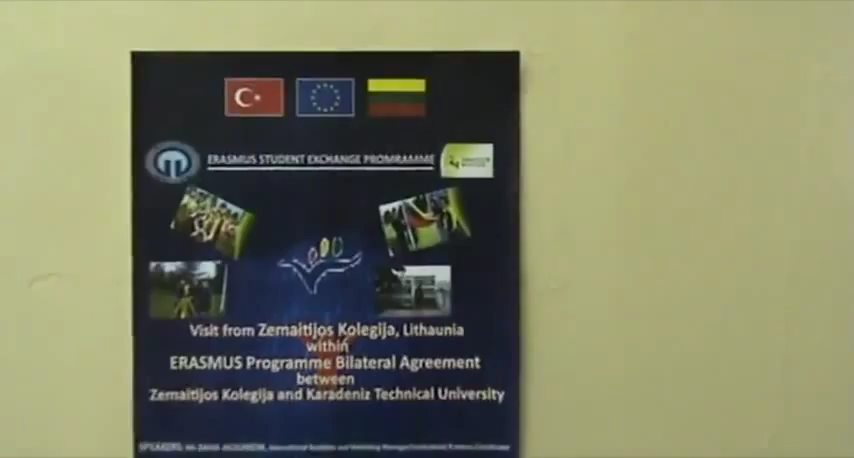 ERASMUS STUDENT EXCHANGE PROMRAMME
Visit from Zemaitijos Kolegija, Lithaunia
within
ERASMUS Programme Bilateral Agreement
between
Zemaitijos Kolegija and Karadeniz Technical University
SPEAKERS: